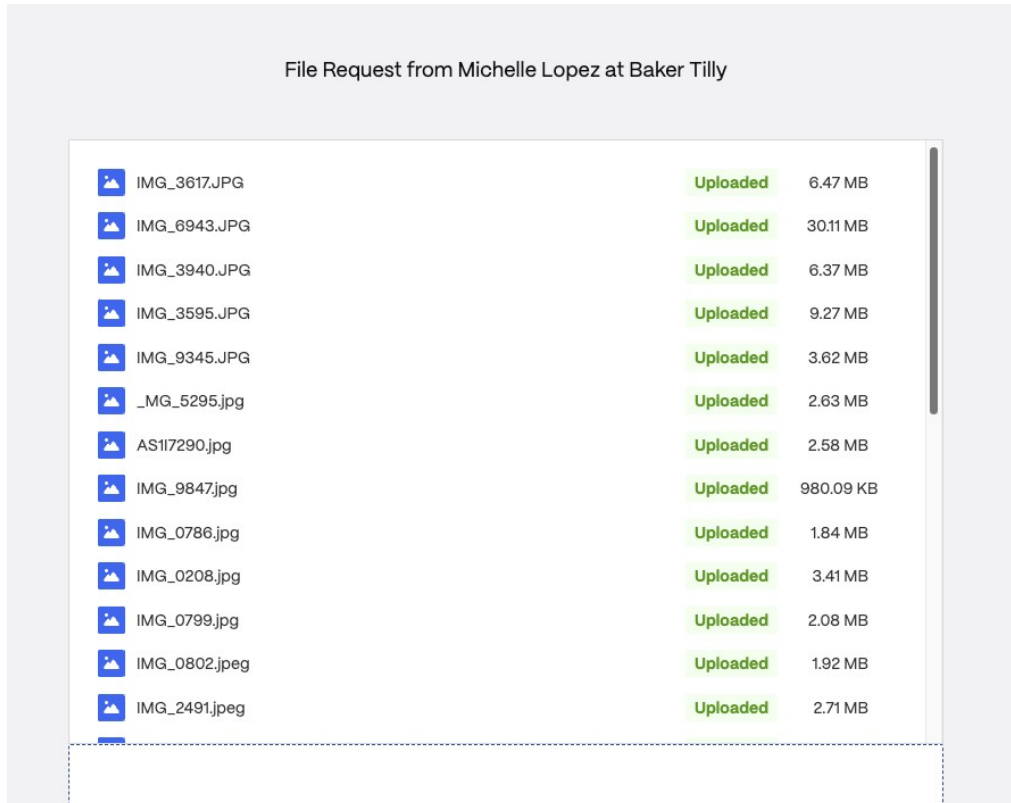 File Request from Michelle Lopez at Baker Tilly
IMG_3617.JPG Uploaded 6.47 MB
IMG_6943.JPG Uploaded 30.11 MB
IMG_3940.JPG Uploaded 6.37 MB
IMG_3595.JPG Uploaded 9.27 MB
IMG_9345.JPG Uploaded 3.62 MB
_MG_5295.jpg Uploaded 2.63 MB
AS1I7290.jpg Uploaded 2.58 MB
IMG_9847.jpg Uploaded 980.09 KB
IMG_0786.jpg Uploaded 1.84 MB
IMG_0208.jpg Uploaded 3.41 MB
IMG_0799.jpg Uploaded 2.08 MB
IMG_0802.jpeg Uploaded 1.92 MB
IMG_2491.jpeg Uploaded 2.71 MB